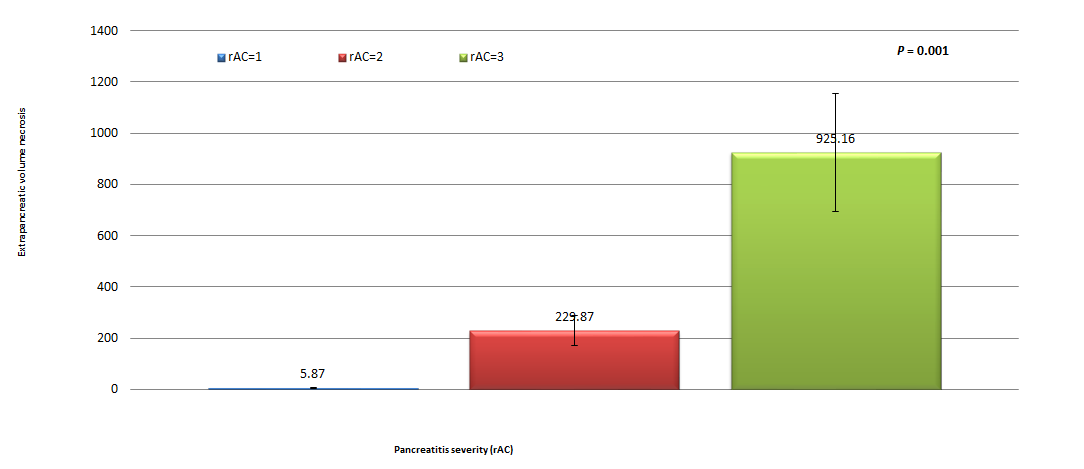 1400
rAC=1
rAC=2
rAC=3
P = 0.001
1200
1000
925.16
800
600
400
229.87
200
5.87
0
Extrapancreatic volume necrosis
Pancreatitis severity (rAC)